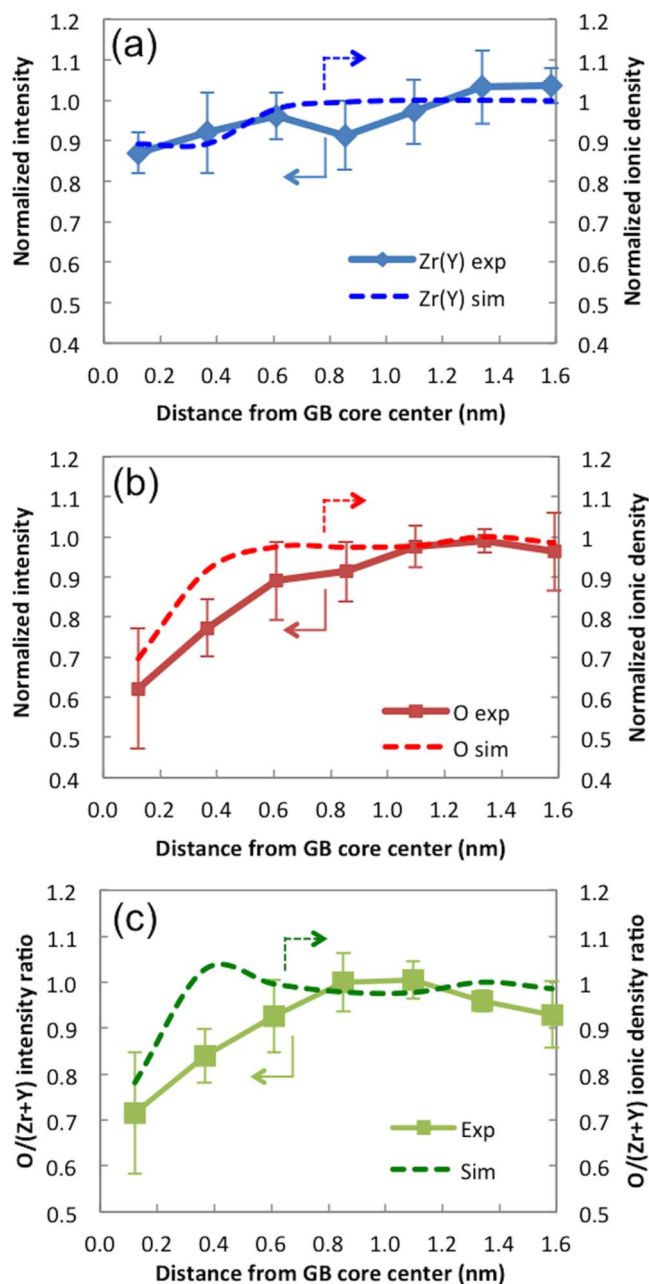 (a)
Normalized intensity
Normalized ionic density
1.2
1.1
1.0
0.9
0.8
0.7
0.6
0.5
0.4
1.2
1.1
1
0.9
0.8
0.7
0.6
0.5
0.4
Zr(Y) exp
Zr(Y) sim
0.0 0.2 0.4 0.6 0.8 1.0 1.2 1.4 1.6
Distance from GB core center (nm)
(b)
Normalized intensity
Normalized ionic density
1.2
1.1
1.0
0.9
0.8
0.7
0.6
0.5
0.4
1.2
1.1
1
0.9
0.8
0.7
0.6
0.5
0.4
O exp
O sim
0.0 0.2 0.4 0.6 0.8 1.0 1.2 1.4 1.6
Distance from GB core center (nm)
(c)
O/(Zr+Y) intensity ratio
O/(Zr+Y) ionic density ratio
1.2
1.1
1.0
0.9
0.8
0.7
0.6
0.5
1.2
1.1
1
0.9
0.8
0.7
0.6
0.5
Exp
Sim
0.0 0.2 0.4 0.6 0.8 1.0 1.2 1.4 1.6
Distance from GB core center (nm)